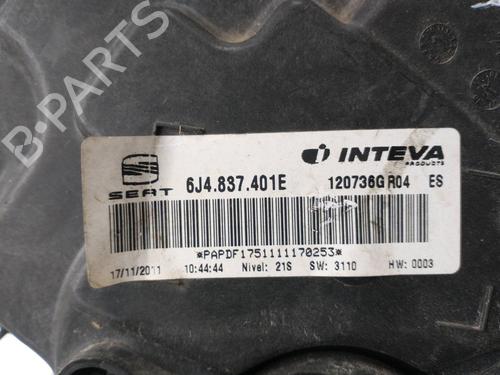 B-PARTS
SEAT
6J4.837.401E
INTEVA
PRODUCTS
120736G R04 ES
*PAPDF1751111170253*
17/11/2011 10:44:44 Nivel: 21S SW: 3110 HW: 0003